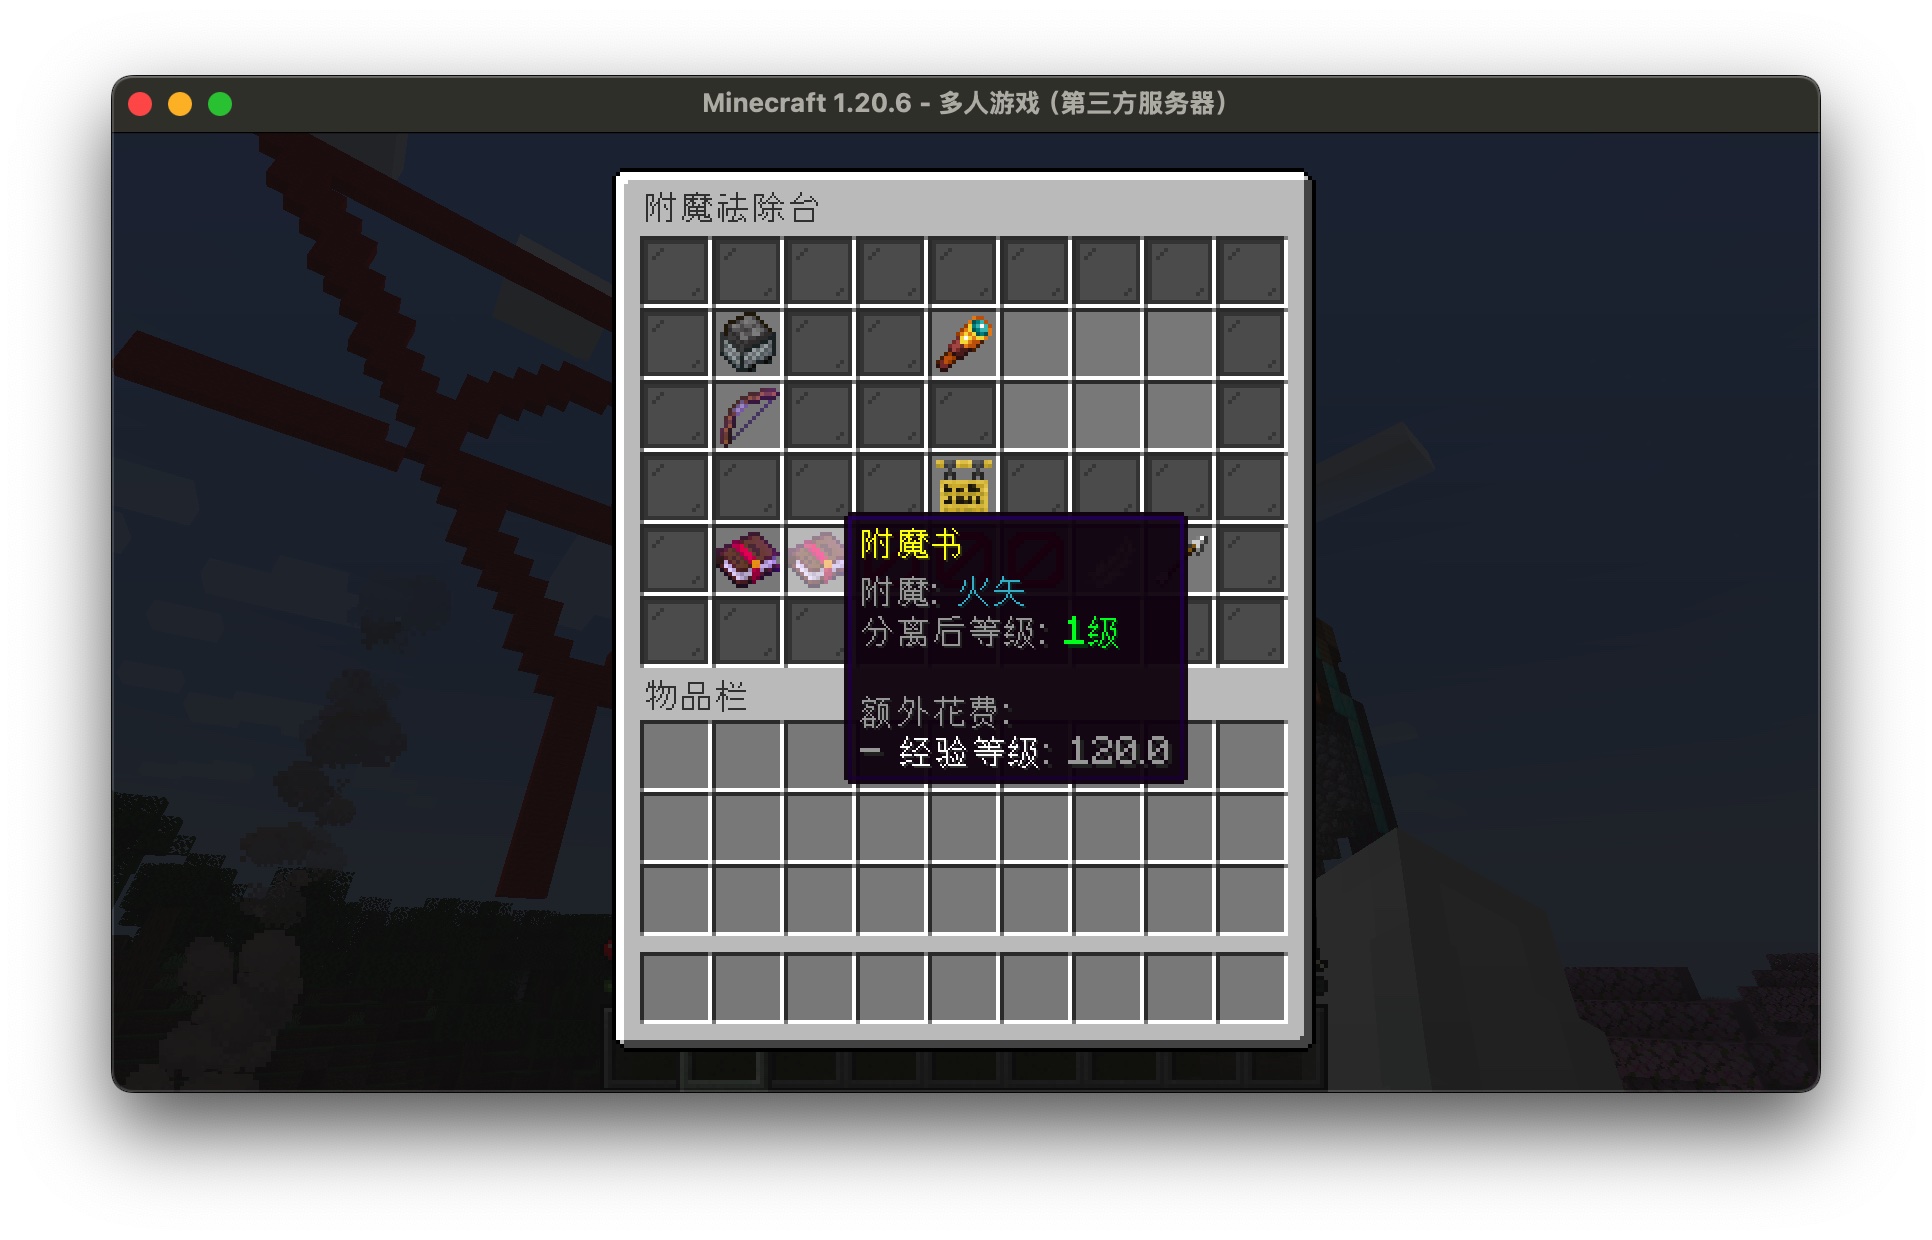 Minecraft 1.20.6 - 多人游戏 (第三方服务器)
附魔祛除台
附魔书
附魔: 火矢
分离后等级: 1级
额外花费:
- 经验等级: 120.0
物品栏